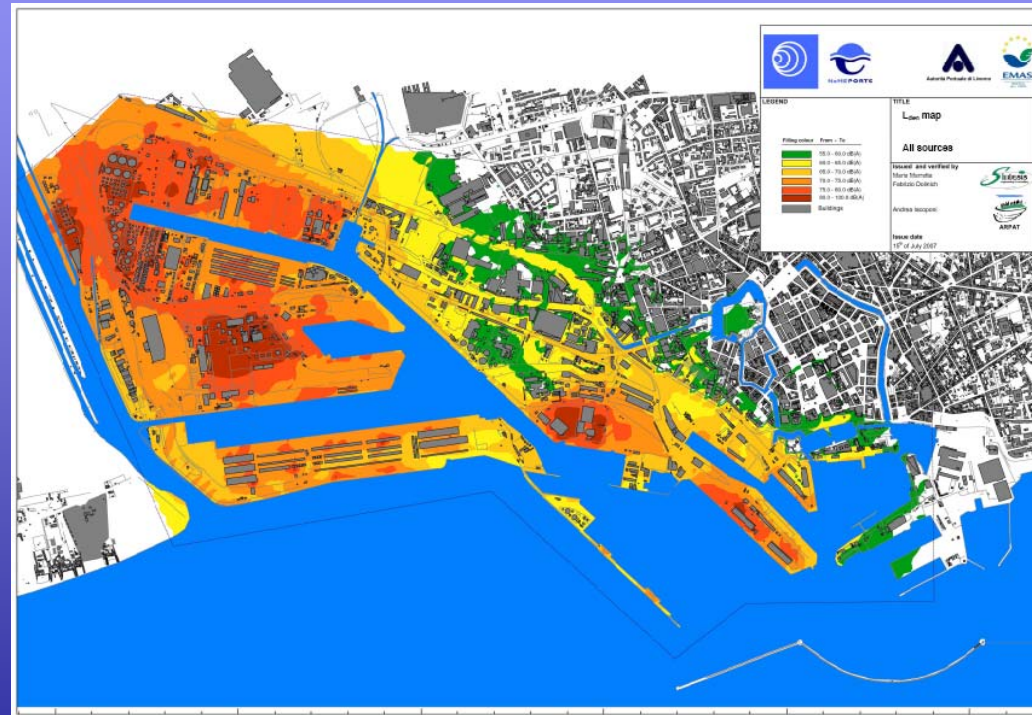 NoMEPORTS
Autorità Portuale di Livorno
EMAS
LEGEND
Filling colour From - To
55.0 - 60.0 dB(A)
60.0 - 65.0 dB(A)
65.0 - 70.0 dB(A)
70.0 - 75.0 dB(A)
75.0 - 80.0 dB(A)
80.0 - 100.0 dB(A)
Buildings
TITLE
Lden map
All sources
Issued and verified by
Fabrizio
Andrea Iacoponi
ARPAT
Issue date
15th of July 2007